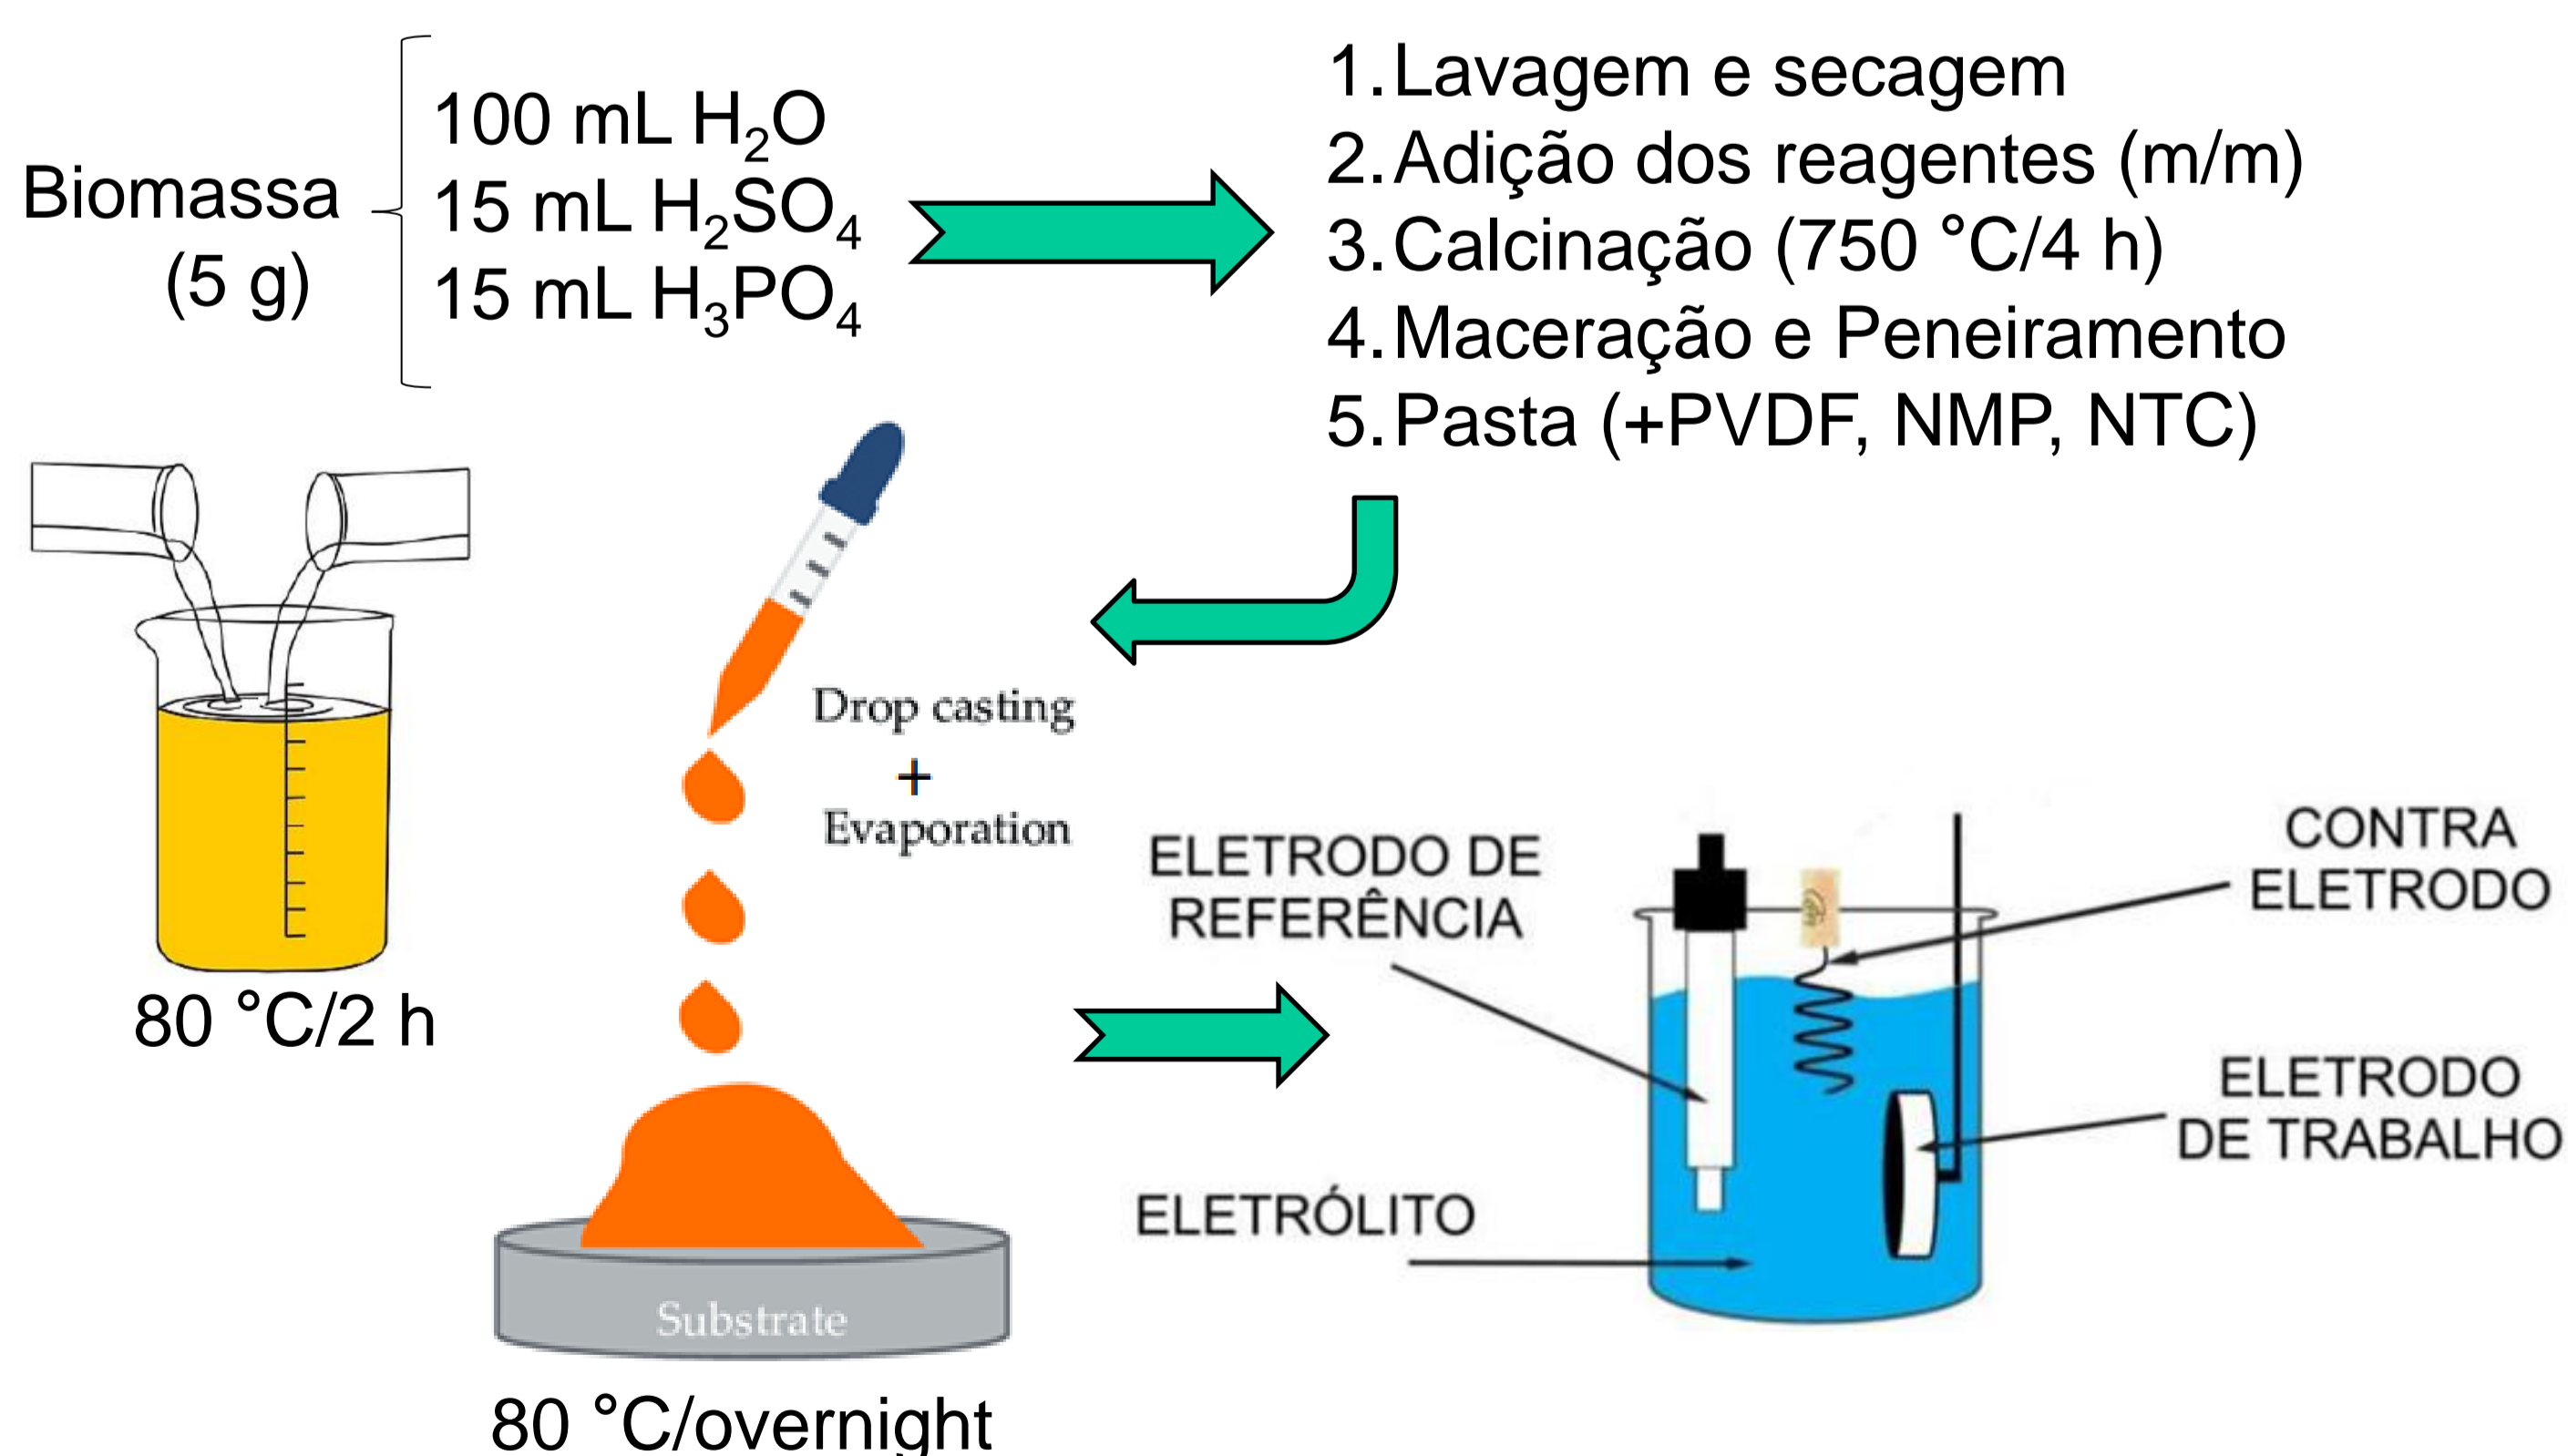 Biomassa
(5 g)
100 mL H₂O
15 mL H₂SO₄
15 mL H₃PO₄
1.Lavagem e secagem
2.Adição dos reagentes (m/m)
3.Calcinação (750 °C/4 h)
4.Maceração e Peneiramento
5.Pasta (+PVDF, NMP, NTC)
80 °C/2 h
Drop casting
+
Evaporation
Substrate
80 °C/overnight
ELETRODO DE
REFERÊNCIA
ELETRÓLITO
CONTRA
ELETRODO
ELETRODO
DE TRABALHO